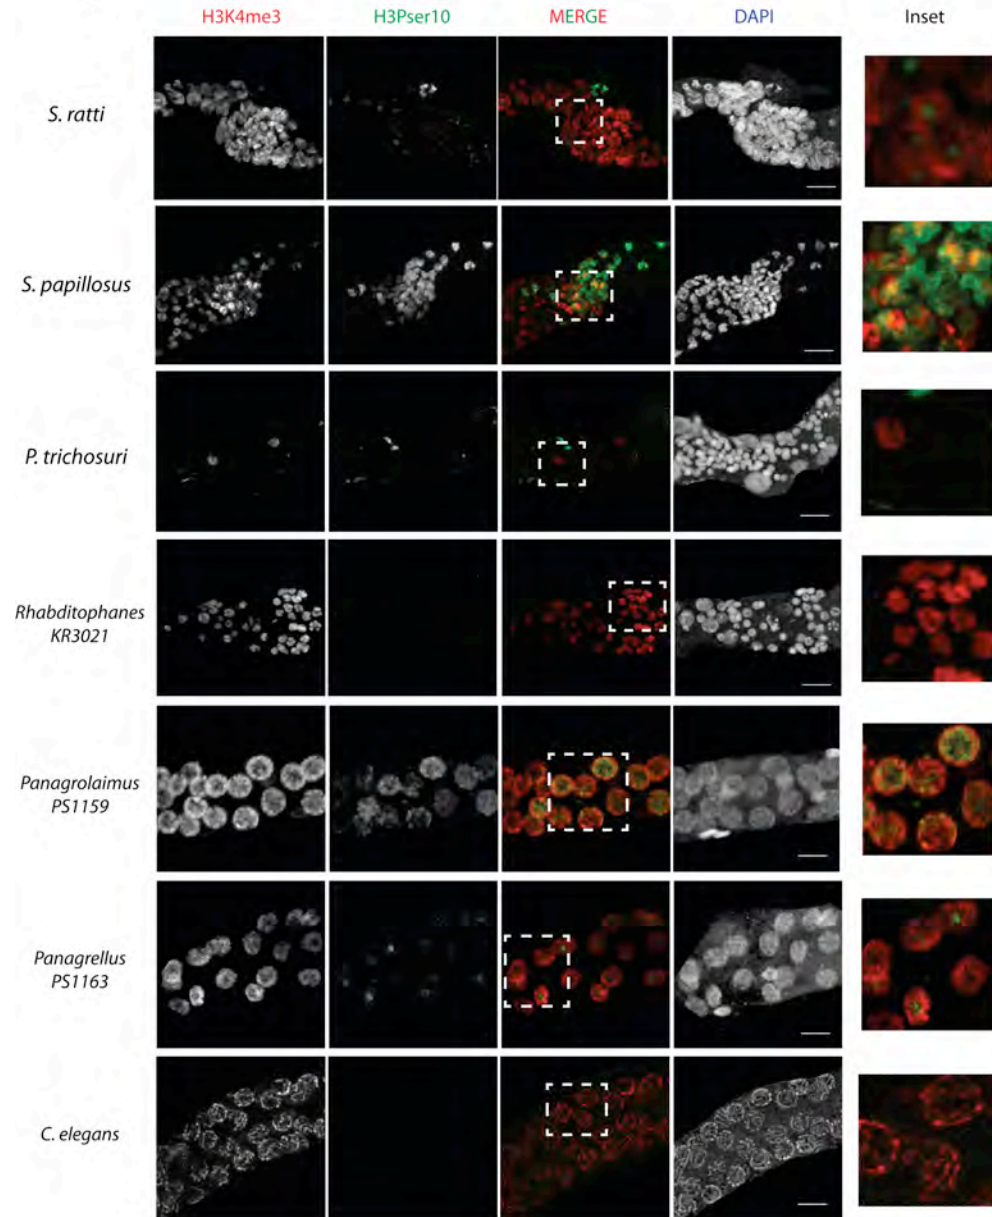 H3K4me3 H3Pser10 MERGE DAPI Inset
S. ratti
S. papillosus
P. trichosuri
Rhabditophanes
KR3021
Panagrolaimus
PS1159
Panagrellus
PS1163
C. elegans